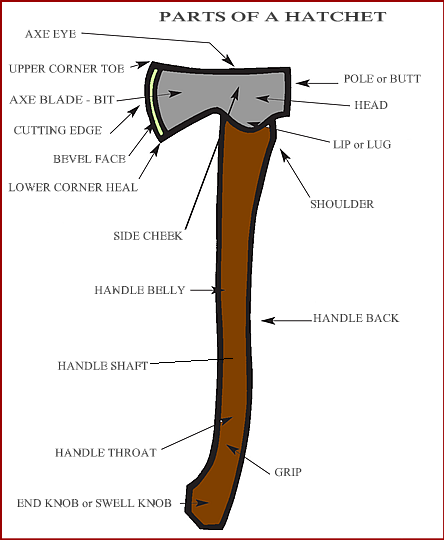 PARTS OF A HATCHET
AXE EYE
UPPER CORNER TOE
POLE or BUTT
AXE BLADE - BIT
HEAD
CUTTING EDGE
LIP or LUG
BEVEL FACE
LOWER CORNER HEAL
SHOULDER
SIDE CHEEK
HANDLE BELLY
HANDLE BACK
HANDLE SHAFT
HANDLE THROAT
GRIP
END KNOB or SWELL KNOB